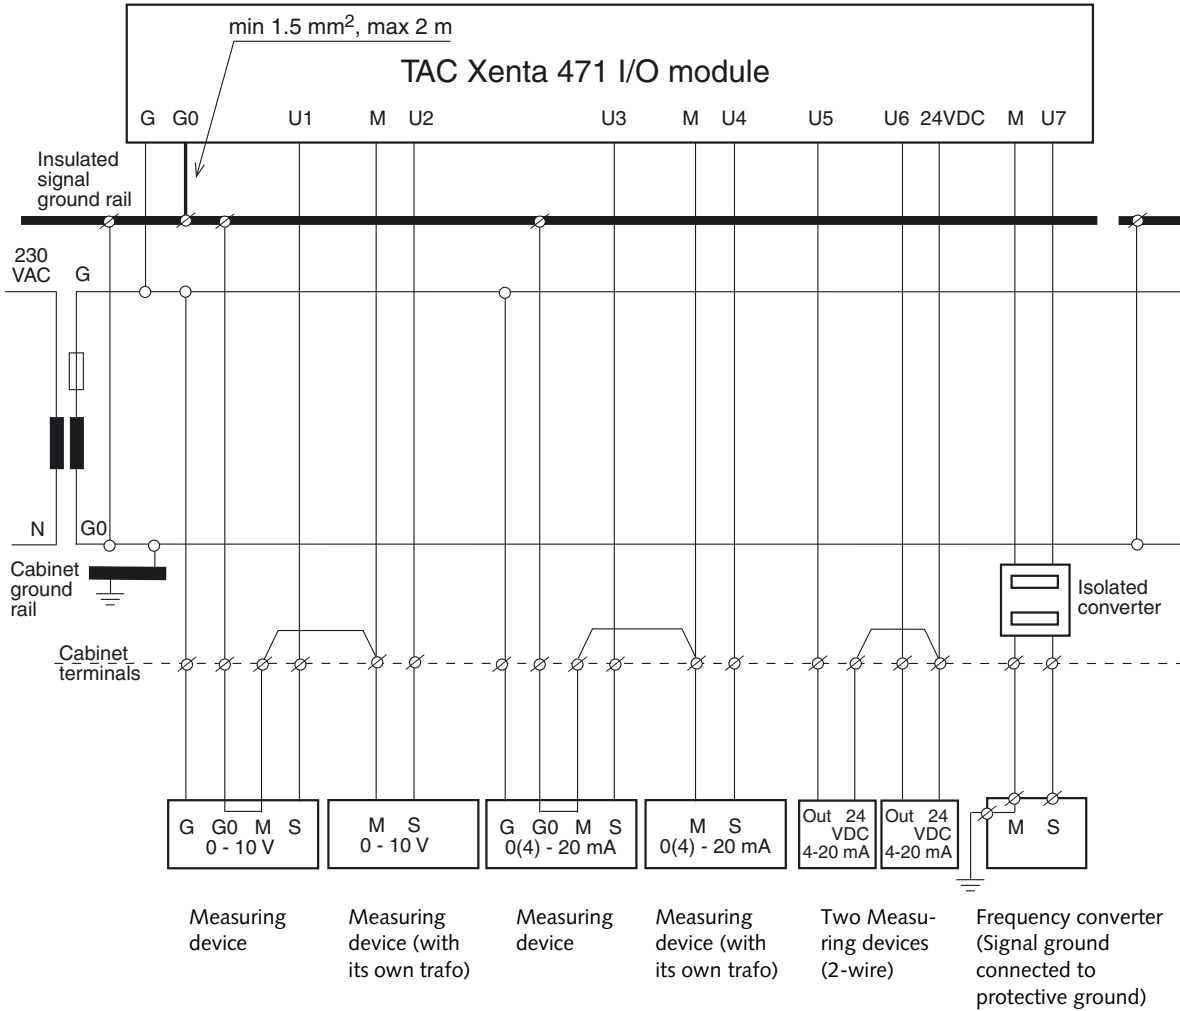 min 1.5 mm², max 2 m
TAC Xenta 471 I/O module
G G0 U1 M U2 U3 M U4 U5 U6 24VDC M U7
Insulated
signal
ground rail
230
VAC G
N G0
Cabinet
ground
rail
Isolated
converter
Cabinet
terminals
G G0 M S
0 - 10 V
M S
0 - 10 V
G G0 M S
0(4) - 20 mA
M S
0(4) - 20 mA
Out 24
VDC
4-20 mA
Out 24
VDC
4-20 mA
M S
Measuring
device
Measuring
device (with
its own trafo)
Measuring
device
Measuring
device (with
its own trafo)
Two Measu-
ring devices
(2-wire)
Frequency converter
(Signal ground
connected to
protective ground)